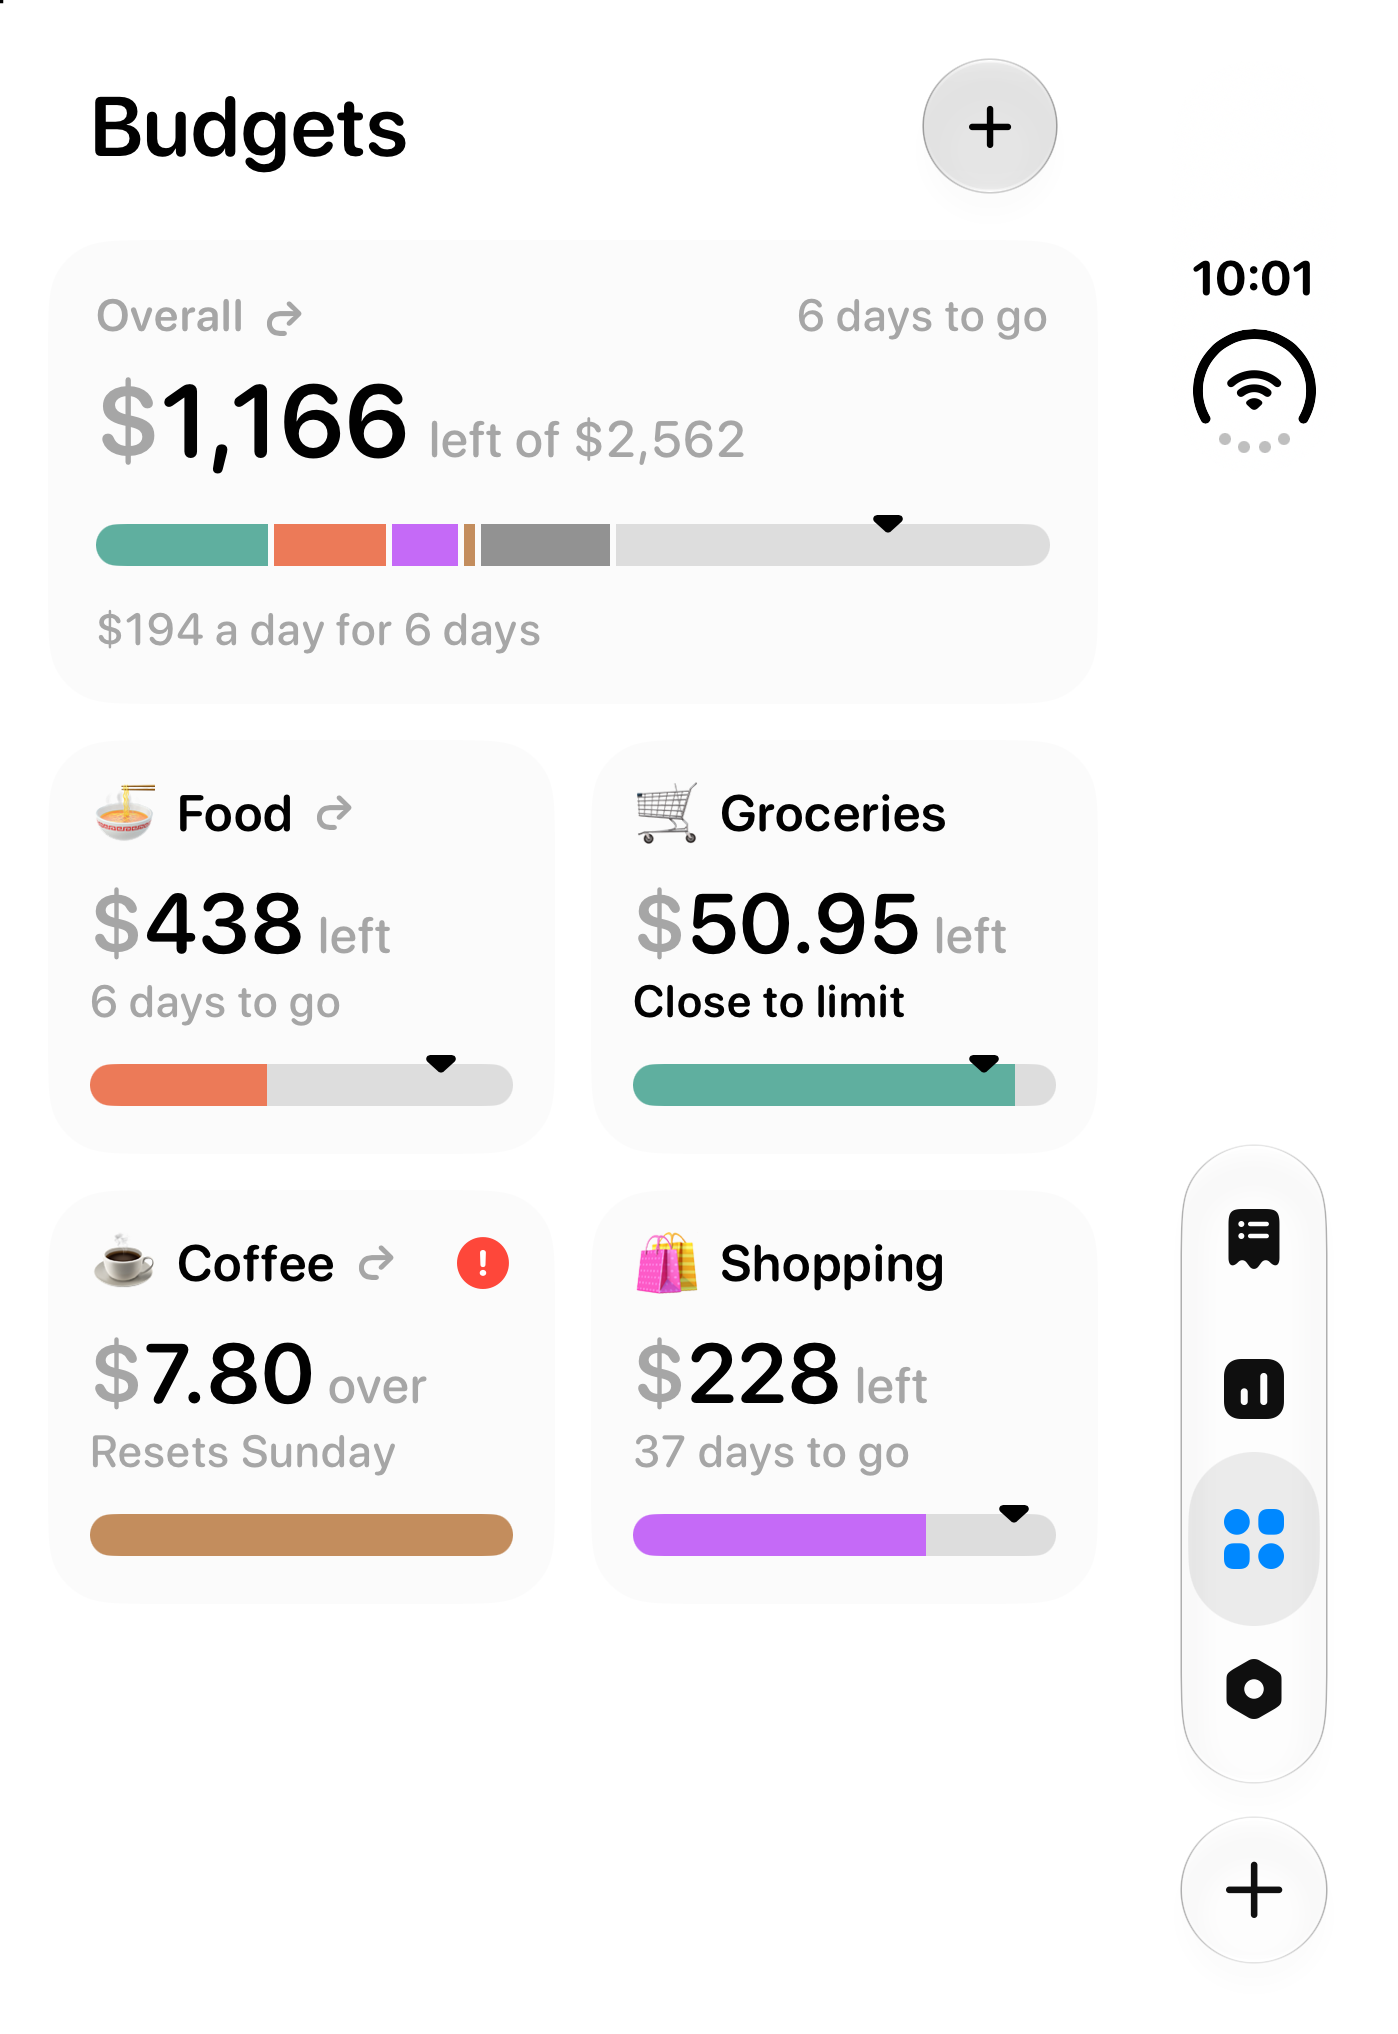 Budgets
10:01
Overall
6 days to go
$1,166 left of $2,562
$194 a day for 6 days
Food
$438 left
6 days to go
Groceries
$50.95 left
Close to limit
Coffee
$7.80 over
Resets Sunday
Shopping
$228 left
37 days to go